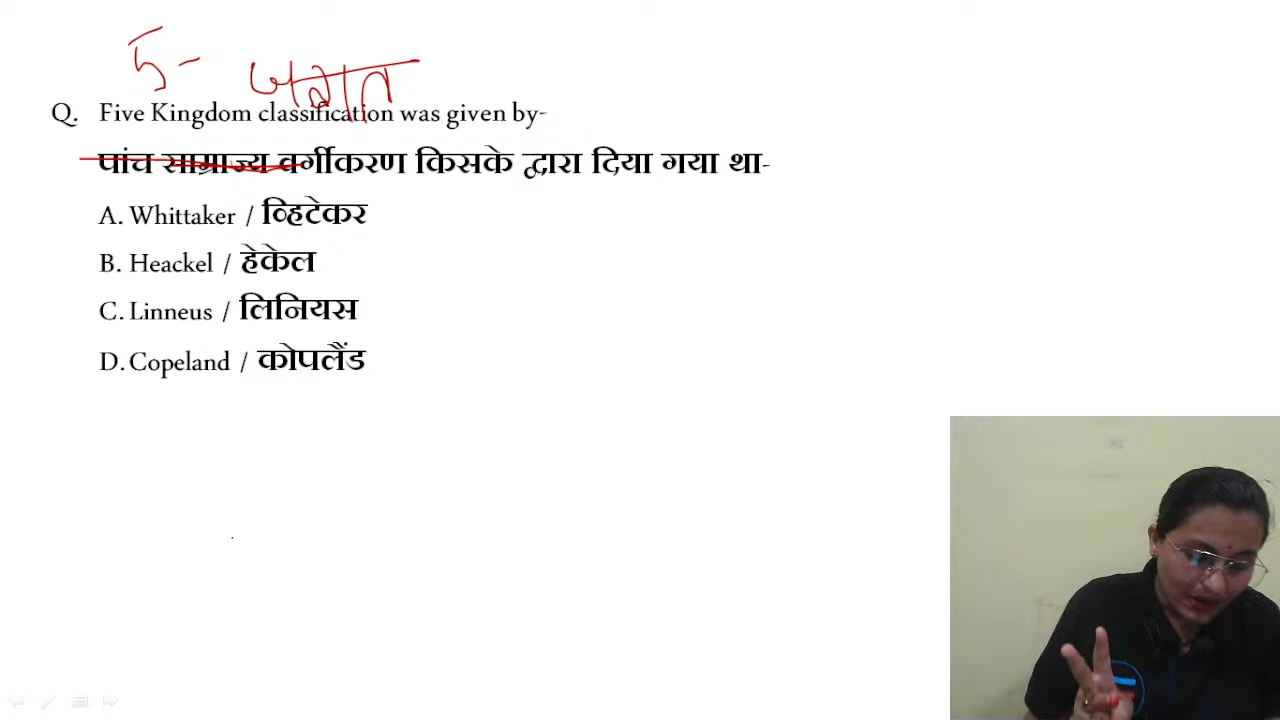 5 - जगत
Q. Five Kingdom classification was given by-
पांच साम्राज्य वर्गीकरण किसके द्वारा दिया गया था-
A. Whittaker / व्हिटेकर
B. Heackel / हेकेल
C. Linneus / लिनियस
D. Copeland / कोपलैंड